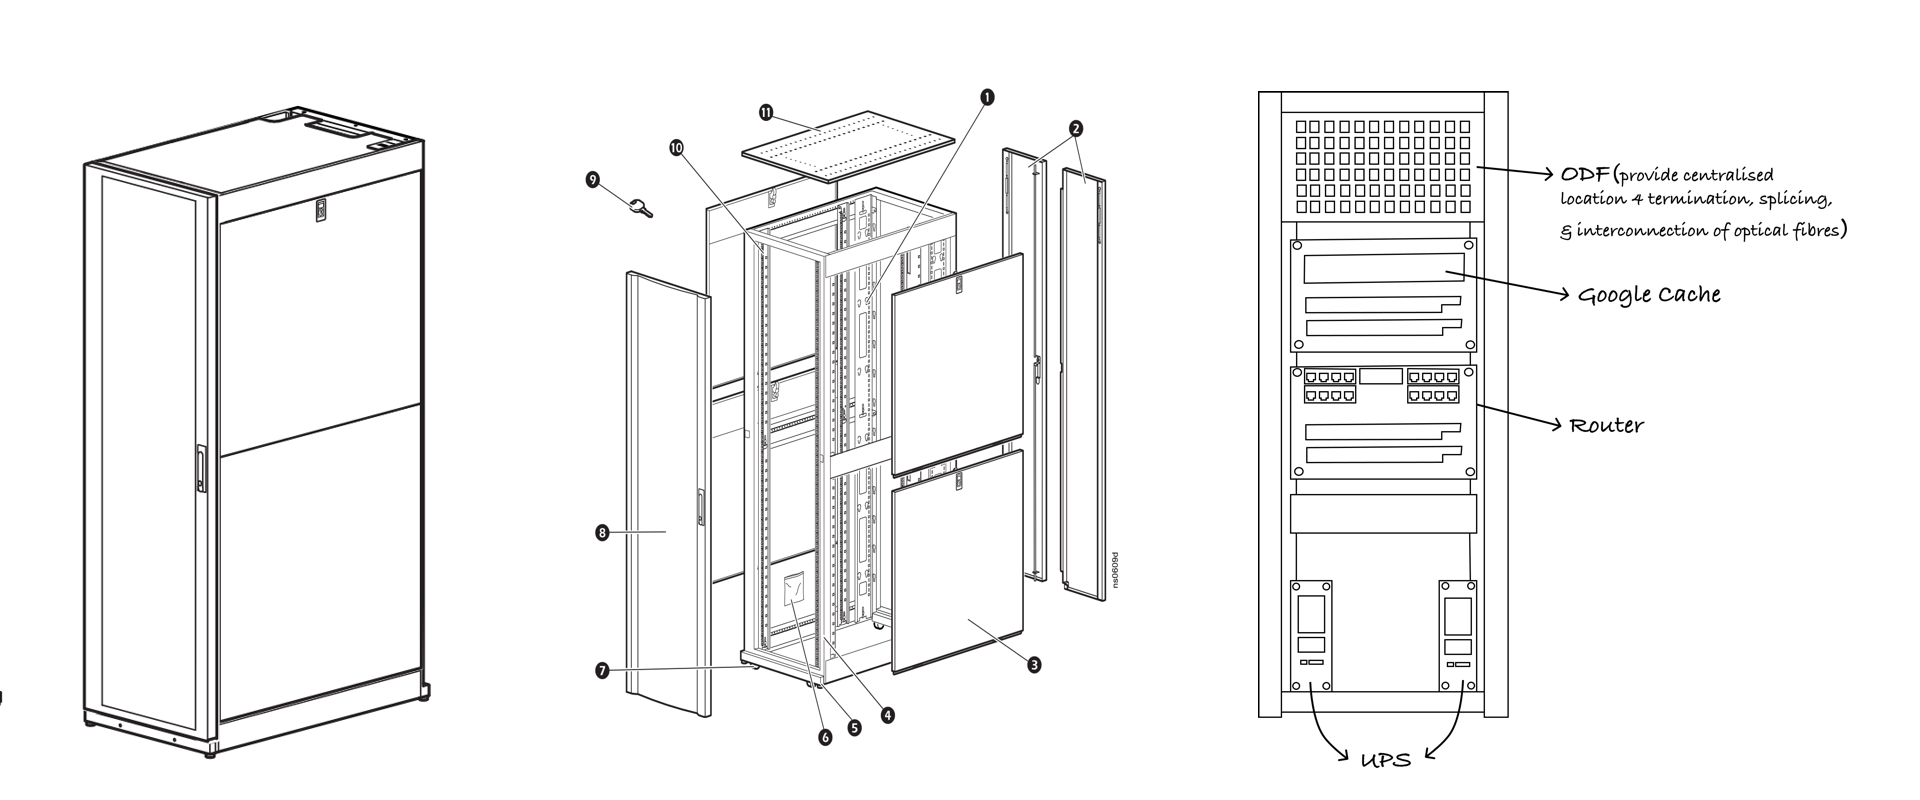 11
1
2
10
9
8
3
7
4
5
6
ns0609d
ODF (provide centralised
location 4 termination, splicing,
& interconnection of optical fibres)
Google Cache
Router
UPS